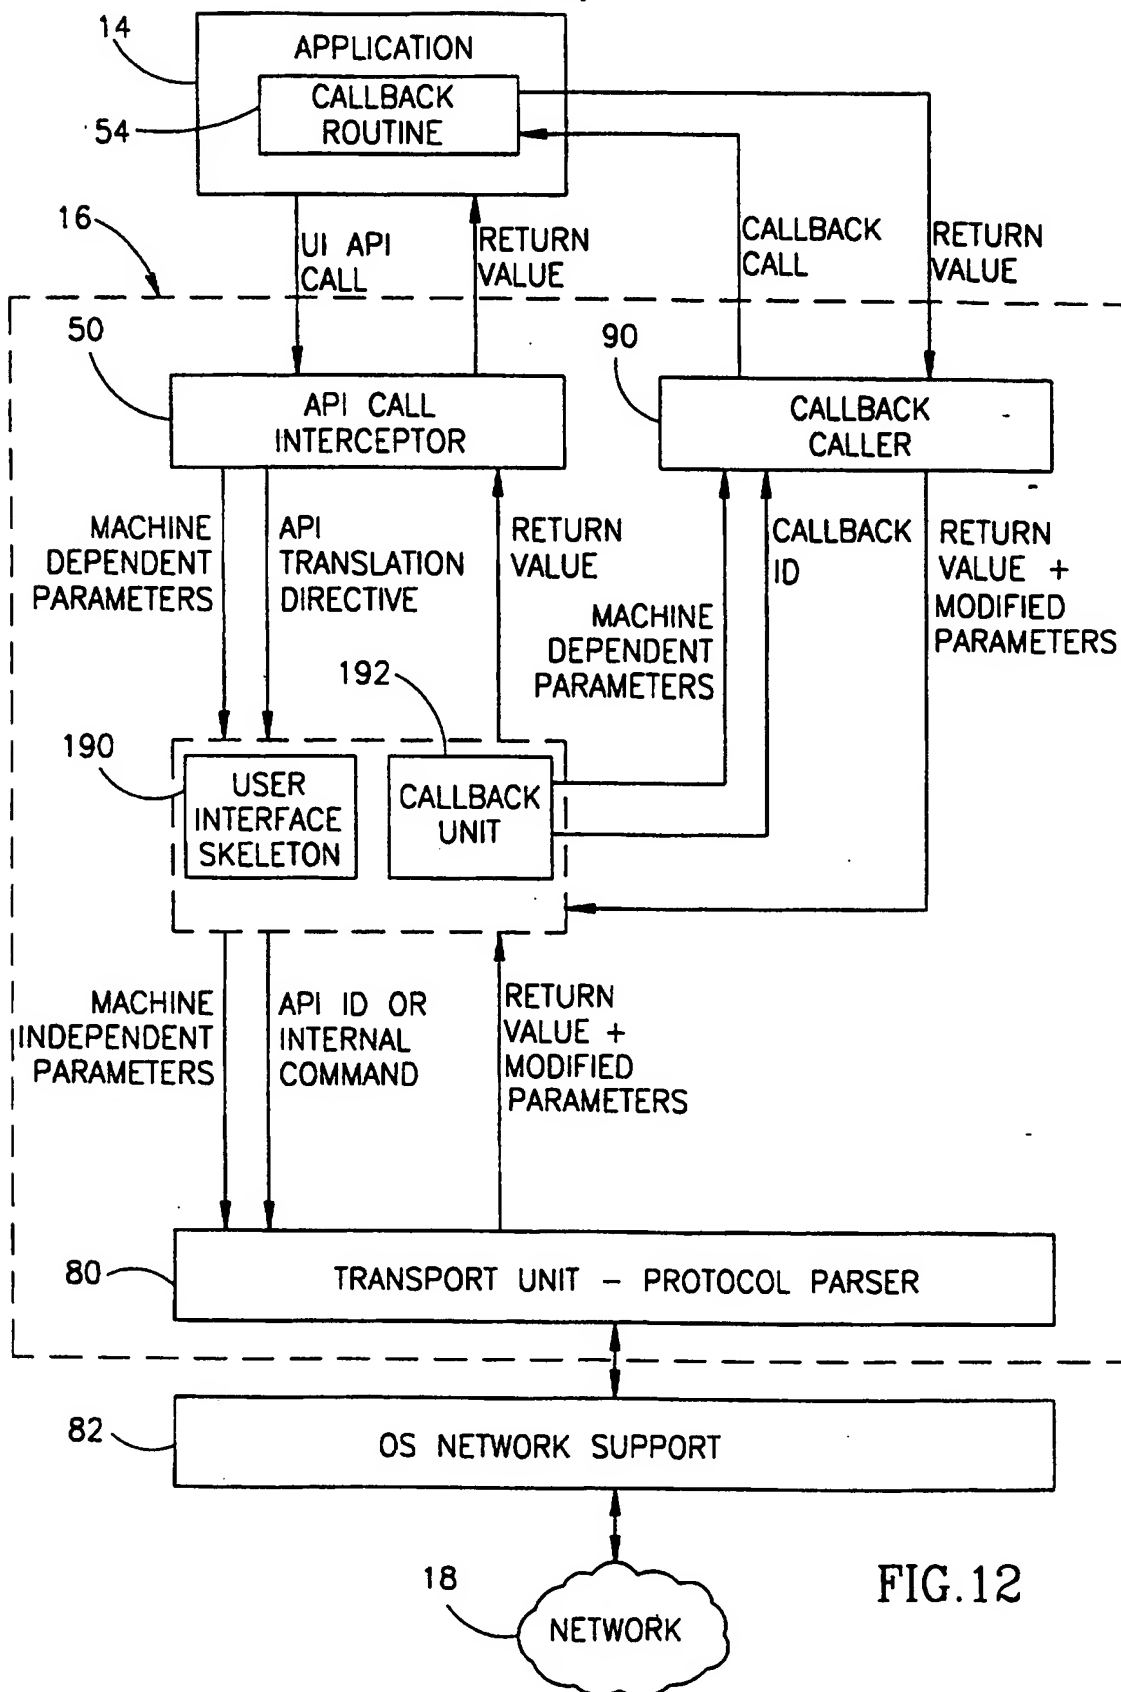 14
APPLICATION
CALLBACK
ROUTINE
54
16
UI API
CALL
RETURN
VALUE
CALLBACK
CALL
RETURN
VALUE
50
90
API CALL
INTERCEPTOR
CALLBACK
CALLER
MACHINE
DEPENDENT
PARAMETERS
API
TRANSLATION
DIRECTIVE
RETURN
VALUE
MACHINE
DEPENDENT
PARAMETERS
CALLBACK
ID
RETURN
VALUE +
MODIFIED
PARAMETERS
192
190
USER
INTERFACE
SKELETON
CALLBACK
UNIT
MACHINE
INDEPENDENT
PARAMETERS
API ID OR
INTERNAL
COMMAND
RETURN
VALUE +
MODIFIED
PARAMETERS
80
TRANSPORT UNIT – PROTOCOL PARSER
82
OS NETWORK SUPPORT
18
NETWORK
FIG.12